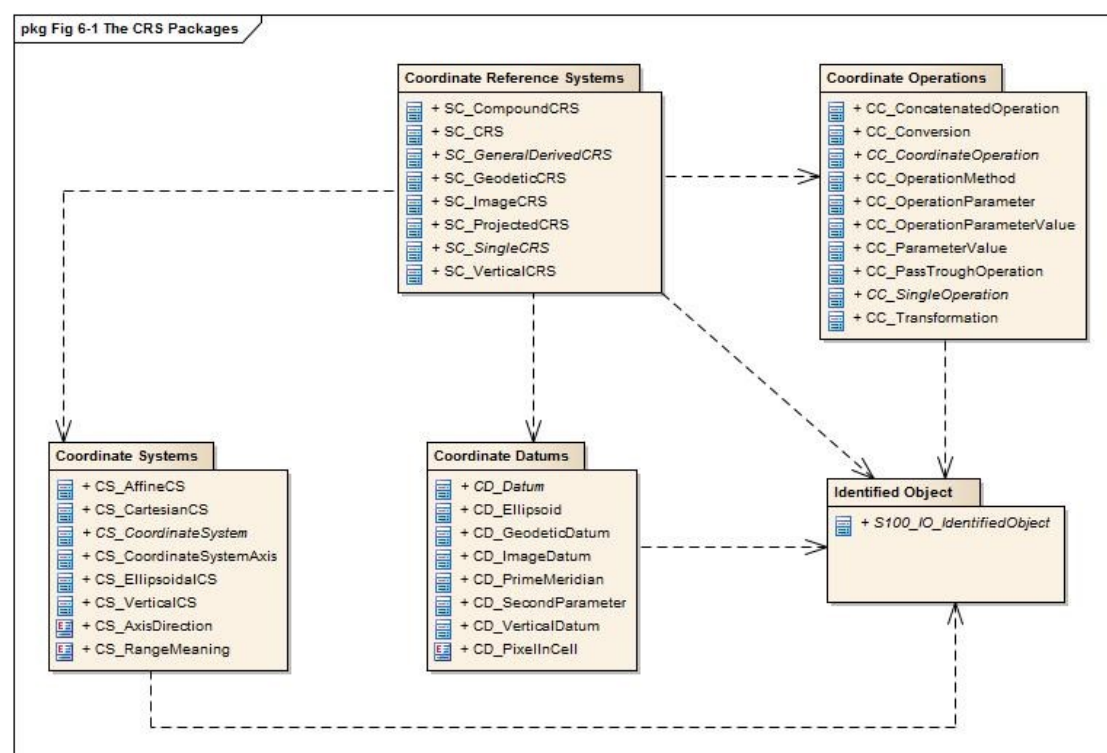 pkg Fig 6-1 The CRS Packages
Coordinate Reference Systems
+ SC_CompoundCRS
+ SC_CRS
+ SC_GeneralDerivedCRS
+ SC_GeodeticCRS
+ SC_ImageCRS
+ SC_ProjectedCRS
+ SC_SingleCRS
+ SC_VerticalCRS
Coordinate Operations
+ CC_ConcatenatedOperation
+ CC_Conversion
+ CC_CoordinateOperation
+ CC_OperationMethod
+ CC_OperationParameter
+ CC_OperationParameterValue
+ CC_ParameterValue
+ CC_PassTroughOperation
+ CC_SingleOperation
+ CC_Transformation
Coordinate Systems
+ CS_AffineCS
+ CS_CartesianCS
+ CS_CoordinateSystem
+ CS_CoordinateSystemAxis
+ CS_EllipsoidalCS
+ CS_VerticalCS
+ CS_AxisDirection
+ CS_RangeMeaning
Coordinate Datums
+ CD_Datum
+ CD_Ellipsoid
+ CD_GeodeticDatum
+ CD_ImageDatum
+ CD_PrimeMeridian
+ CD_SecondParameter
+ CD_VerticalDatum
+ CD_PixelInCell
Identified Object
+ S100_IO_IdentifiedObject